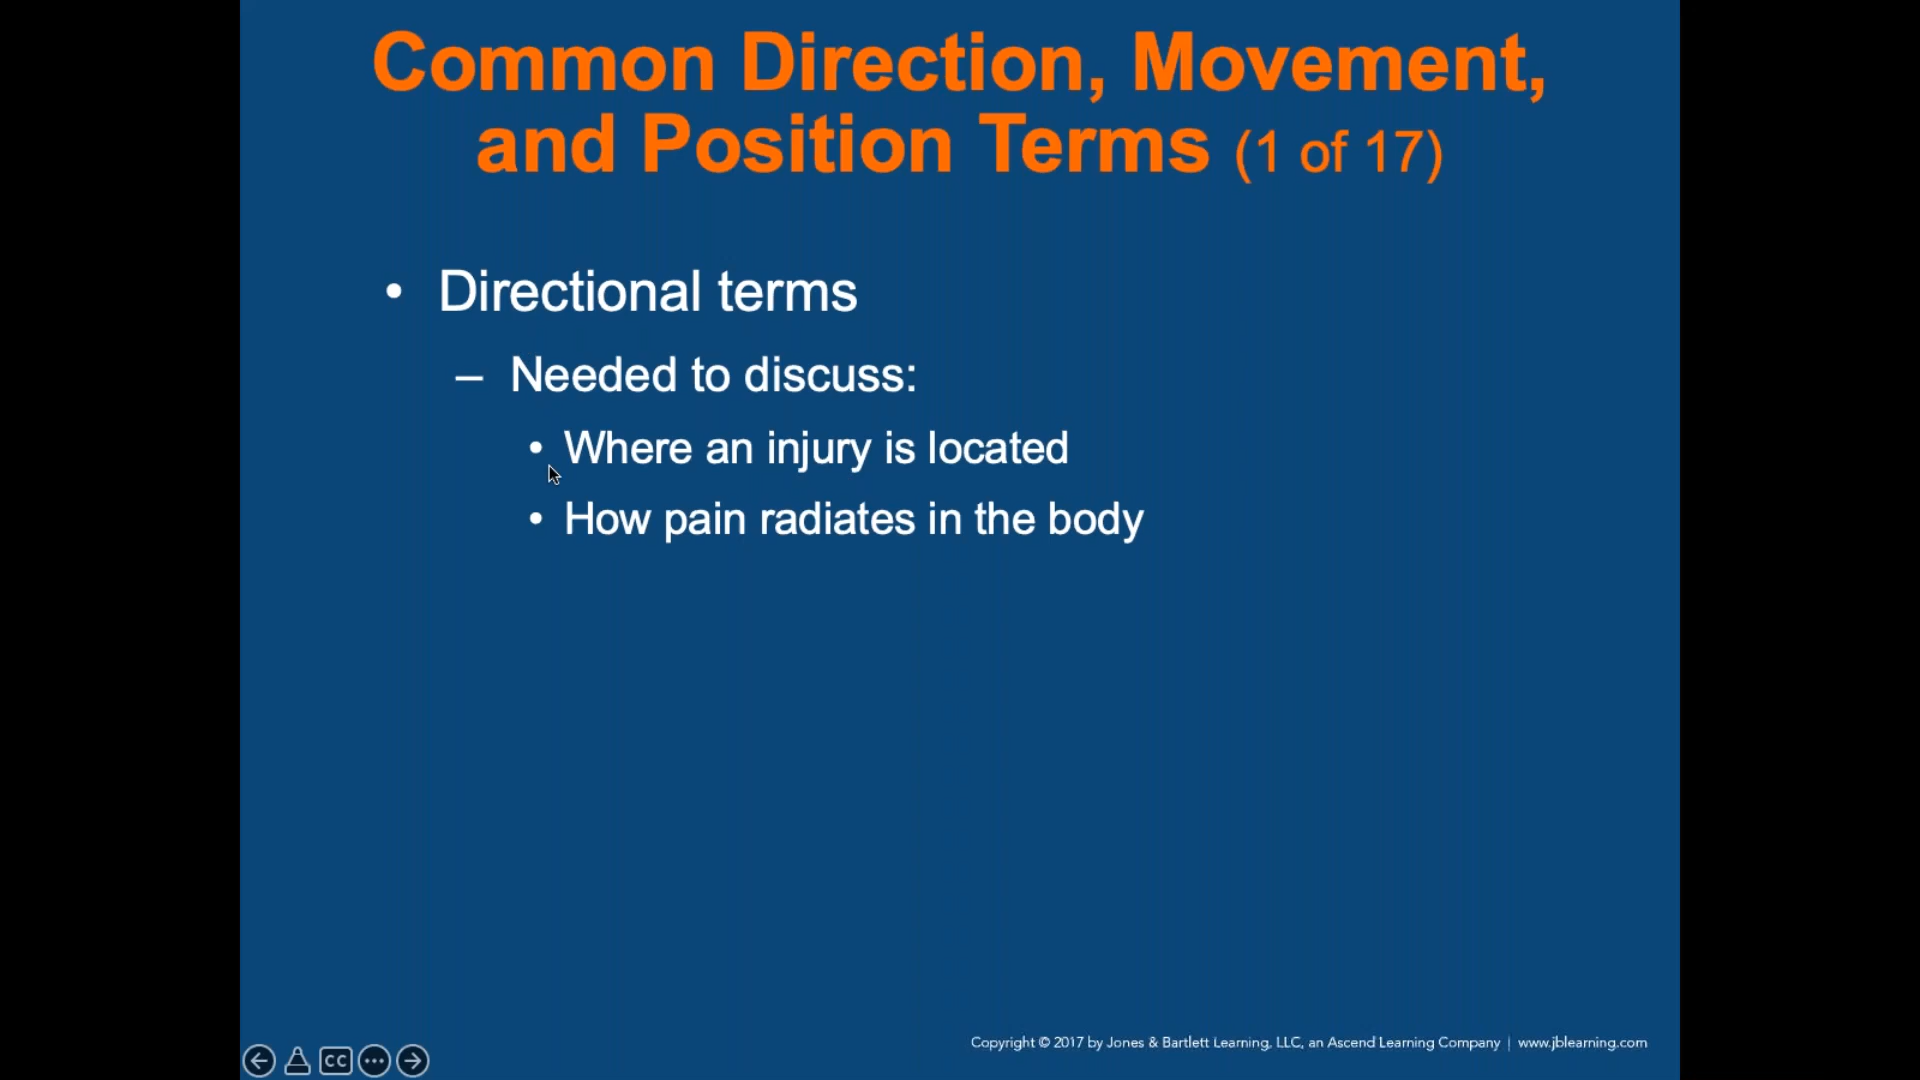 Common Direction, Movement,
and Position Terms (1 of 17)
• Directional terms
– Needed to discuss:
• Where an injury is located
• How pain radiates in the body
Copyright © 2017 by Jones & Bartlett Learning, LLC, an Ascend Learning Company | www.jblearning.com
CC